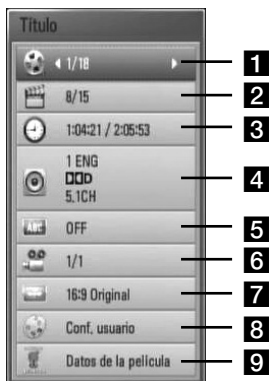 Título
1/18 1
8/15 2
1:04:21 / 2:05:53 3
1 ENG
D 4
5.1CH
ABC OFF 5
1/1 6
16:9 Original 7
Conf. usuario 8
Datos de la película 9